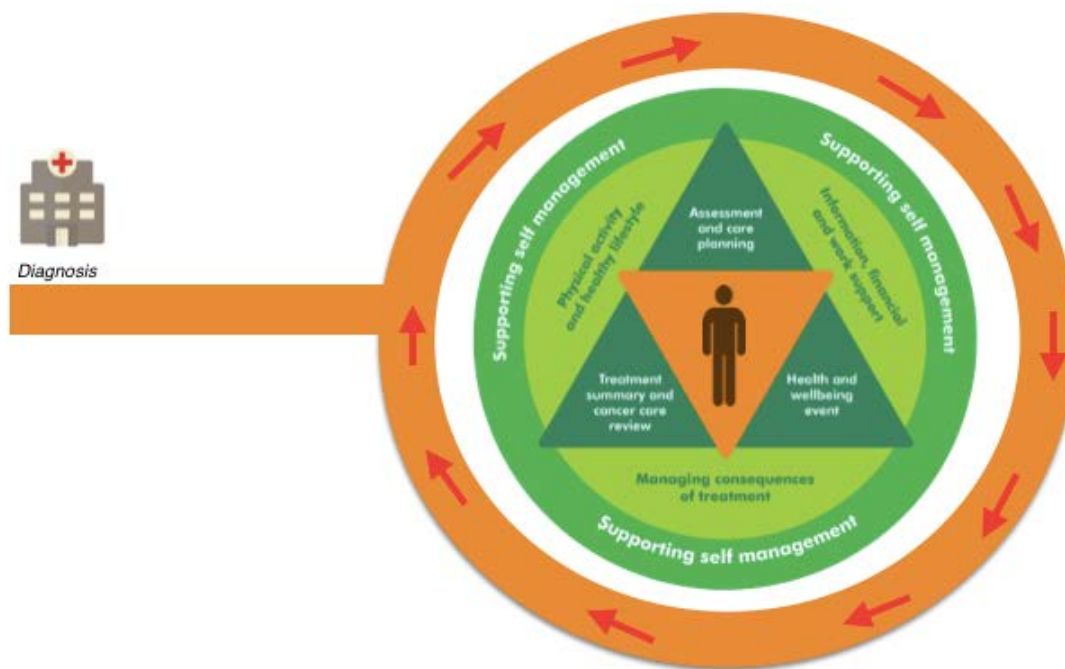 Diagnosis
Supporting self management
Supporting self management
Physical activity
and healthy lifestyle
Assessment
and care
planning
Information, financial
and work support
Treatment
summary and
cancer care
review
Health and
wellbeing
event
Managing consequences
of treatment
Supporting self management